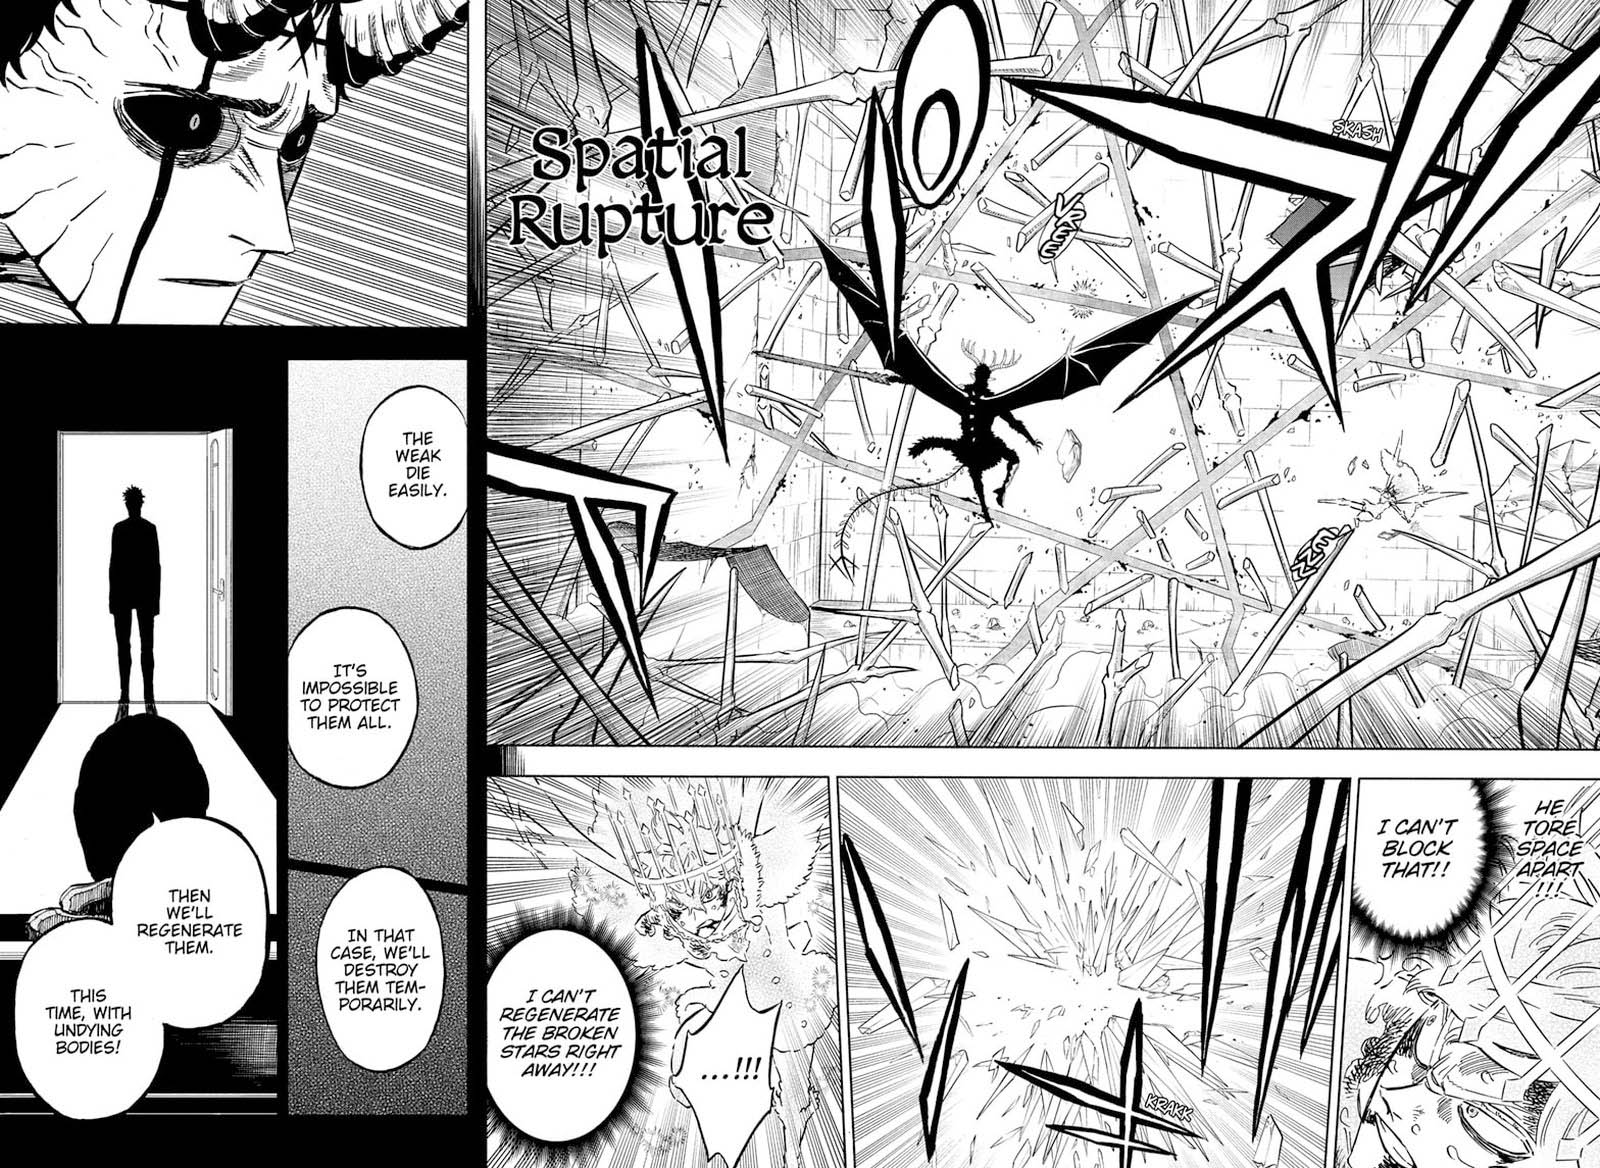 Spatial
Rupture
SKASH
VREEE
HE
TORE
SPACE
APART
!!!
I CAN'T
BLOCK
THAT!!
KRAKK
...!!!
I CAN'T
REGENERATE
THE BROKEN
STARS RIGHT
AWAY!!!
THE
WEAK
DIE
EASILY.
IT'S
IMPOSSIBLE
TO PROTECT
THEM ALL.
IN THAT
CASE, WE'LL
DESTROY
THEM TEM-
PORARILY.
THEN
WE'LL
REGENERATE
THEM.
THIS
TIME, WITH
UNDYING
BODIES!